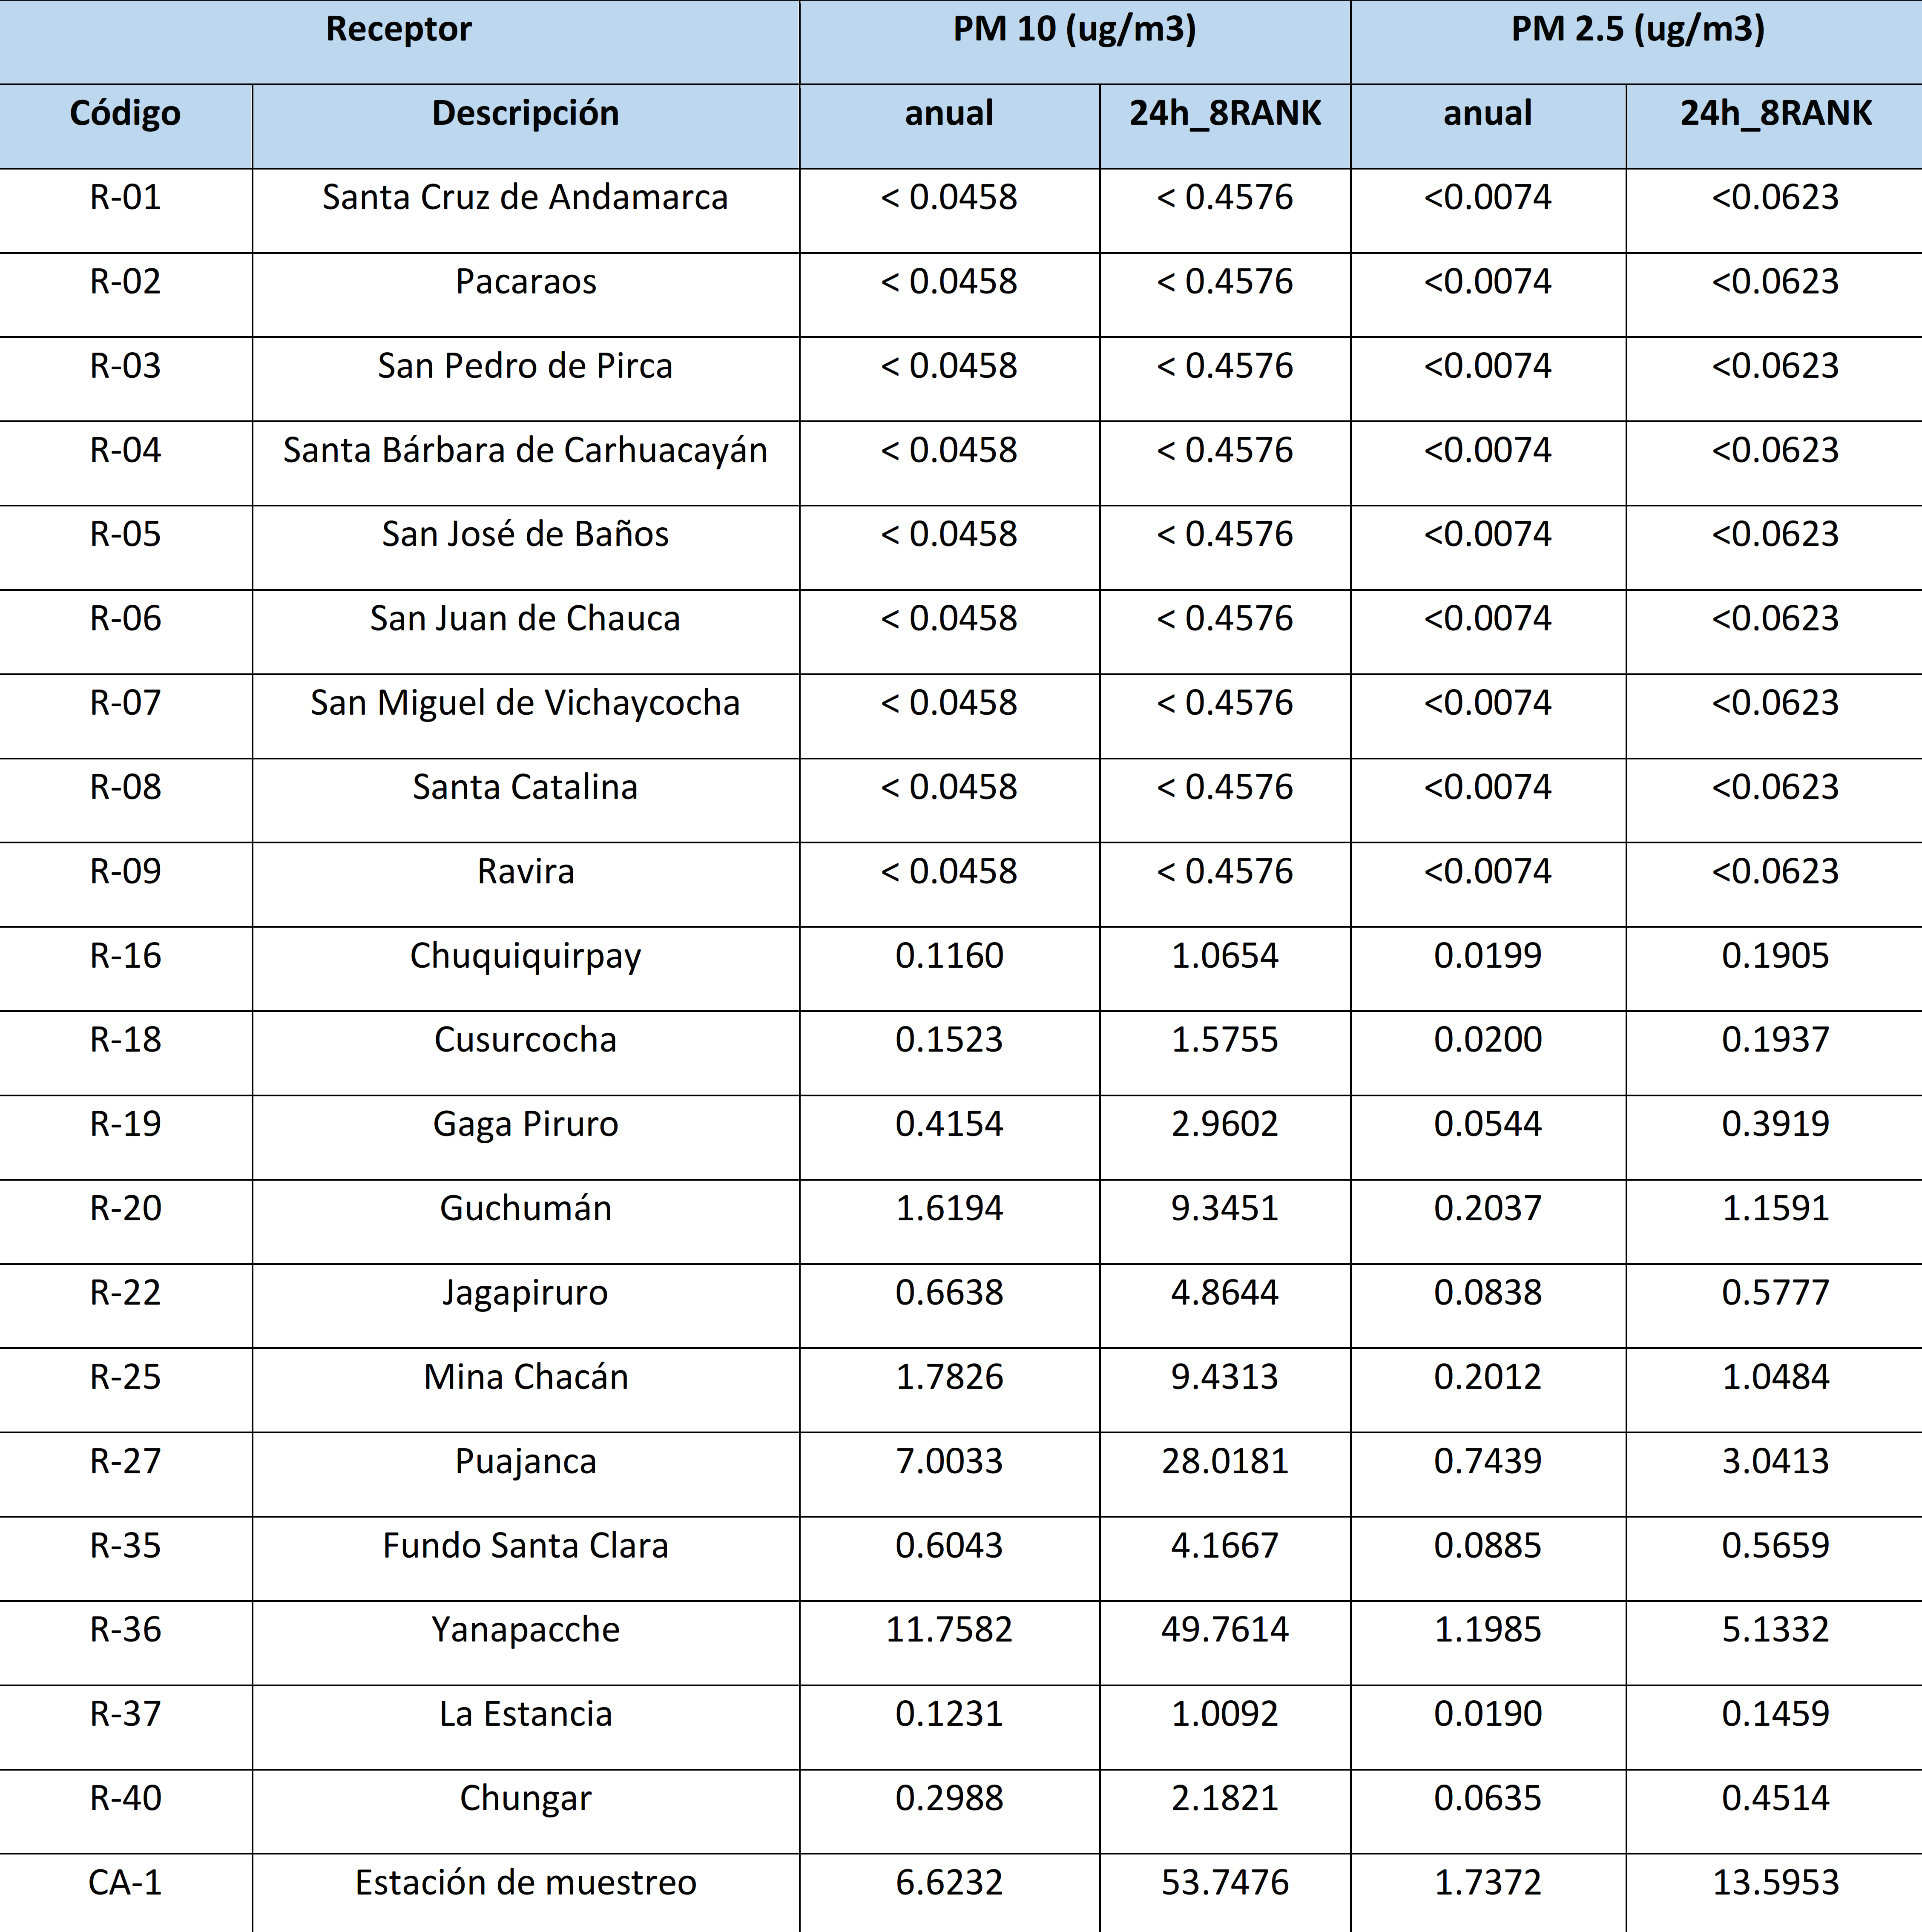 Receptor PM 10 (ug/m3) PM 2.5 (ug/m3)
Código Descripción anual 24h_8RANK anual 24h_8RANK
R-01 Santa Cruz de Andamarca < 0.0458 < 0.4576 <0.0074 <0.0623
R-02 Pacaraos < 0.0458 < 0.4576 <0.0074 <0.0623
R-03 San Pedro de Pirca < 0.0458 < 0.4576 <0.0074 <0.0623
R-04 Santa Bárbara de Carhuacayán < 0.0458 < 0.4576 <0.0074 <0.0623
R-05 San José de Baños < 0.0458 < 0.4576 <0.0074 <0.0623
R-06 San Juan de Chauca < 0.0458 < 0.4576 <0.0074 <0.0623
R-07 San Miguel de Vichaycocha < 0.0458 < 0.4576 <0.0074 <0.0623
R-08 Santa Catalina < 0.0458 < 0.4576 <0.0074 <0.0623
R-09 Ravira < 0.0458 < 0.4576 <0.0074 <0.0623
R-16 Chuquiquirpay 0.1160 1.0654 0.0199 0.1905
R-18 Cusurcocha 0.1523 1.5755 0.0200 0.1937
R-19 Gaga Piruro 0.4154 2.9602 0.0544 0.3919
R-20 Guchumán 1.6194 9.3451 0.2037 1.1591
R-22 Jagapiruro 0.6638 4.8644 0.0838 0.5777
R-25 Mina Chacán 1.7826 9.4313 0.2012 1.0484
R-27 Puajanca 7.0033 28.0181 0.7439 3.0413
R-35 Fundo Santa Clara 0.6043 4.1667 0.0885 0.5659
R-36 Yanapacche 11.7582 49.7614 1.1985 5.1332
R-37 La Estancia 0.1231 1.0092 0.0190 0.1459
R-40 Chungar 0.2988 2.1821 0.0635 0.4514
CA-1 Estación de muestreo 6.6232 53.7476 1.7372 13.5953